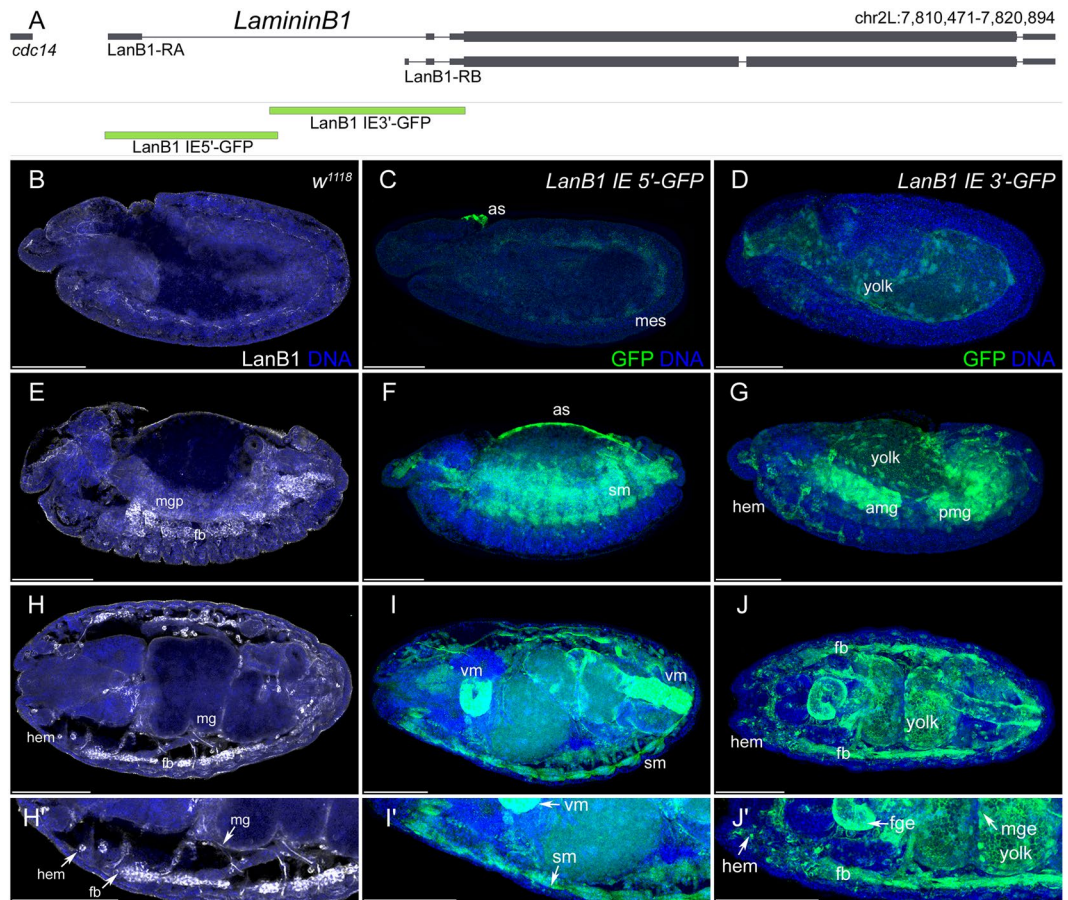 A LamininB1 chr2L:7,810,471-7,820,894
cdc14 LanB1-RA
LanB1-RB
LanB1 IE3'-GFP
LanB1 IE5'-GFP
B w1118
LanB1 DNA
C LanB1 IE 5'-GFP
as
mes
GFP DNA
D LanB1 IE 3'-GFP
yolk
GFP DNA
E
mgp
fb
F
as
sm
G
yolk
hem amg pmg
H
mg
hem
fb
I
vm vm
sm
J
fb
yolk
hem
fb
H'
mg
hem
fb
I'
vm
sm
J'
fge mge
yolk
hem
fb